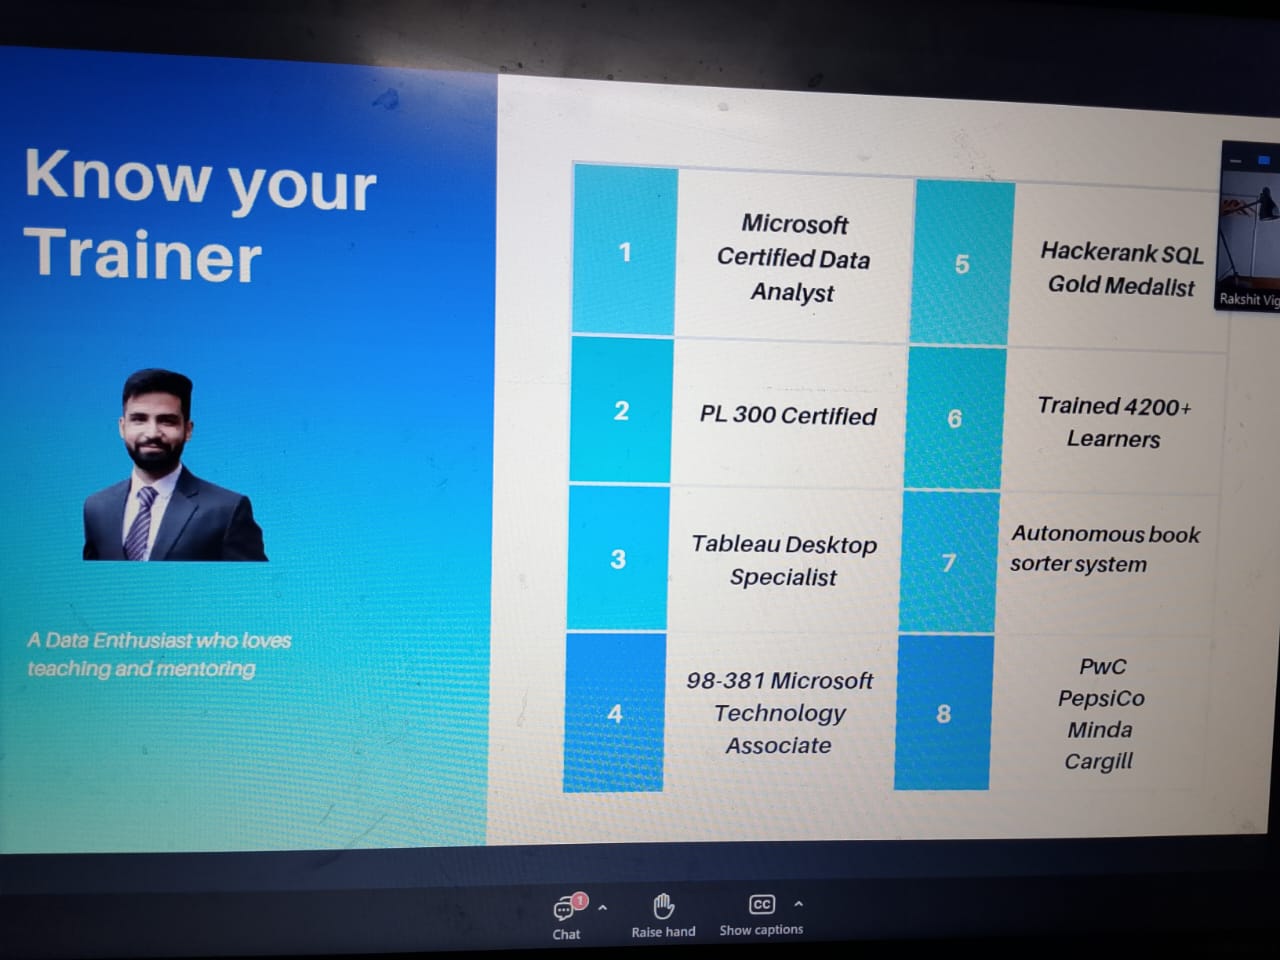 Know your
Trainer
A Data Enthusiast who loves
teaching and mentoring
1
Microsoft
Certified Data
Analyst
2
PL 300 Certified
3
Tableau Desktop
Specialist
4
98-381 Microsoft
Technology
Associate
5
Hackerank SQL
Gold Medalist
6
Trained 4200+
Learners
7
Autonomous book
sorter system
8
PwC
PepsiCo
Minda
Cargill
Rakshit Vig
1
Chat
Raise hand
CC
Show captions